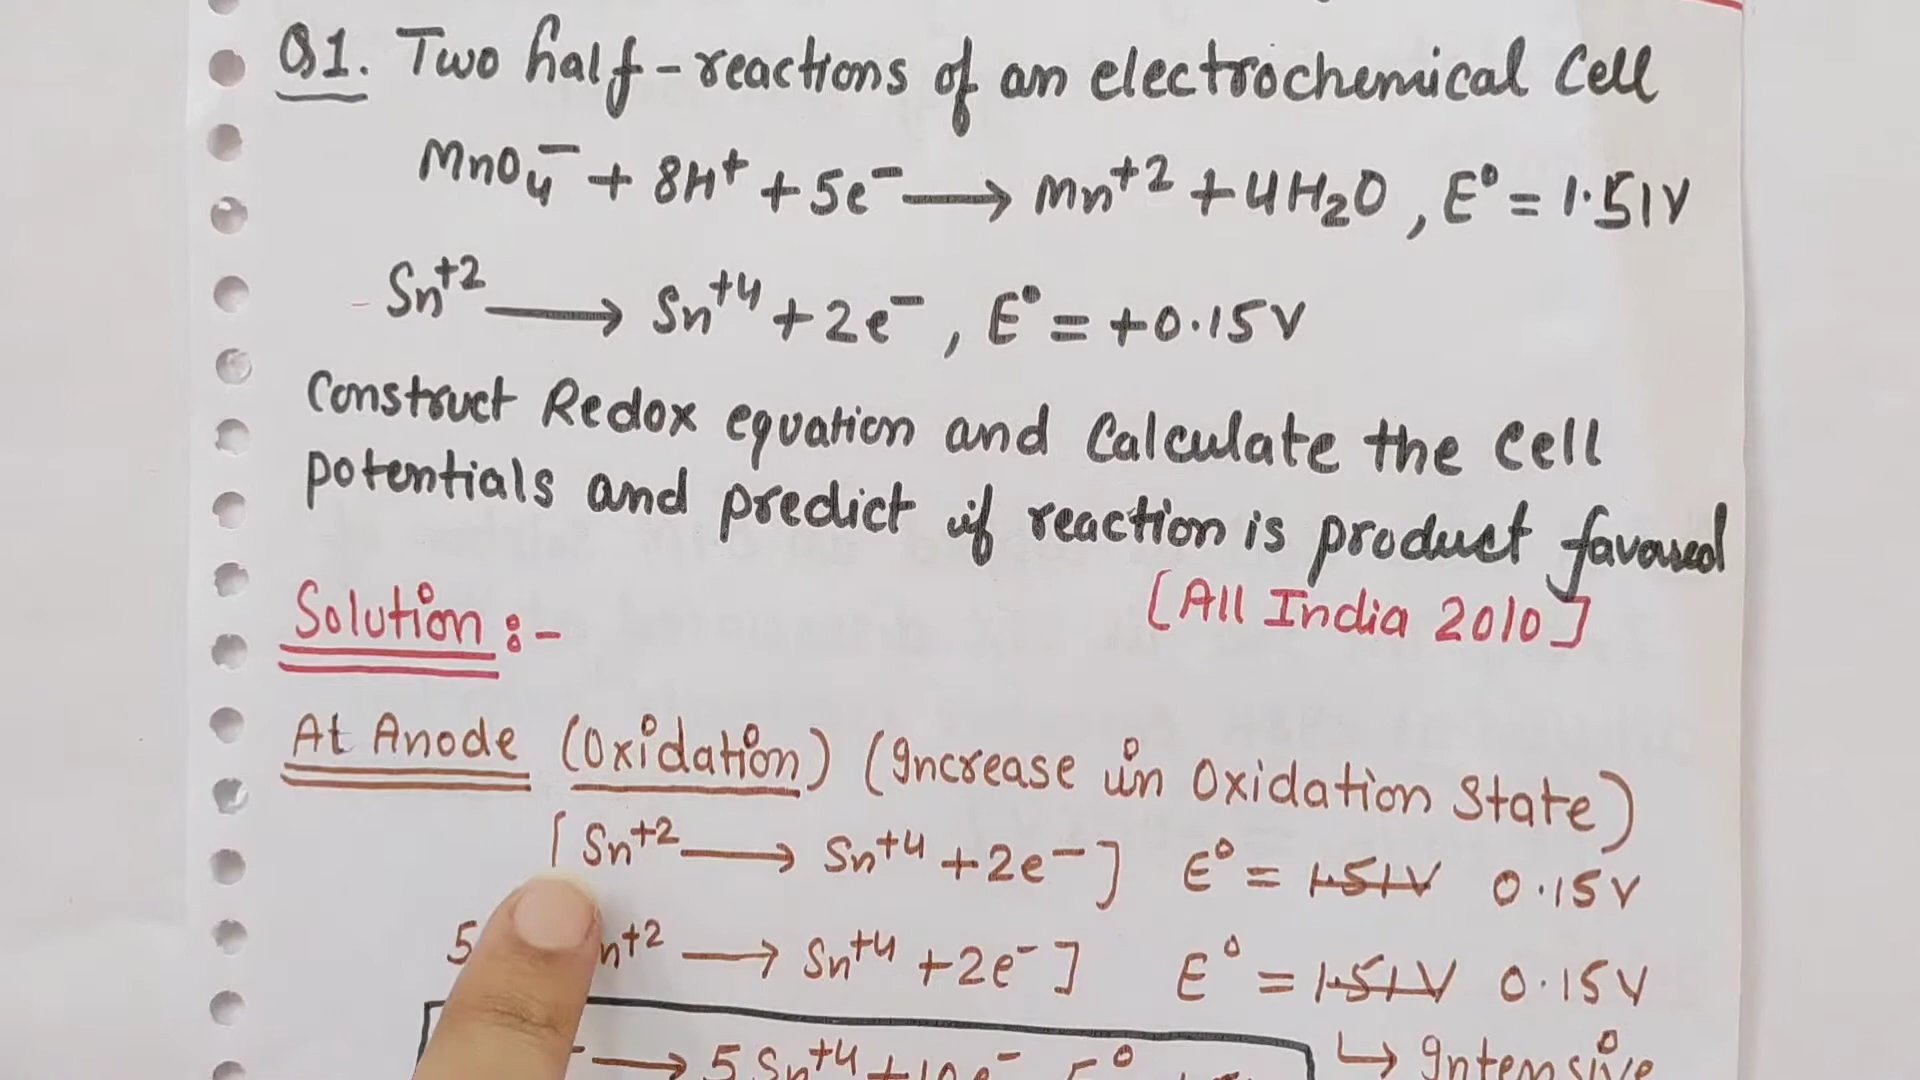 Q1. Two half-reactions of an electrochemical Cell
MnO₄⁻ + 8H⁺ + 5e⁻ ⟶ Mn⁺² + 4H₂O , E° = 1.51V
Sn⁺² ⟶ Sn⁺⁴ + 2e⁻ , E° = +0.15V
Construct Redox equation and Calculate the Cell
potentials and predict if reaction is product favoured
[All India 2010]
Solution :-
At Anode (Oxidation) (Increase in Oxidation State)
[Sn⁺² ⟶ Sn⁺⁴ + 2e⁻] E° = 1.51V 0.15V
5 n⁺² ⟶ Sn⁺⁴ + 2e⁻] E° = 1.51V 0.15V
⟶ 5Sn⁺⁴ + 10e⁻ ↳ Intensive